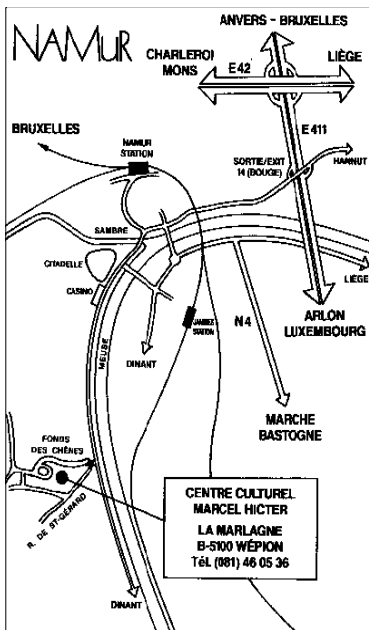 NAMUR
ANVERS - BRUXELLES
CHARLEROI
MONS
E42
LIÈGE
E411
BRUXELLES
NAMUR
STATION
SORTIE/EXIT
14 (BOUGE)
HANNUT
SAMBRE
CITADELLE
CASINO
LIÈGE
MEUSE
JAMBES
STATION
N4
ARLON
LUXEMBOURG
DINANT
MARCHE
BASTOGNE
FONDS
DES CHÊNES
R. DE ST-GÉRARD
CENTRE CULTUREL
MARCEL HICTER
LA MARLAGNE
B-5100 WÉPION
TéL (081) 46 05 36
DINANT